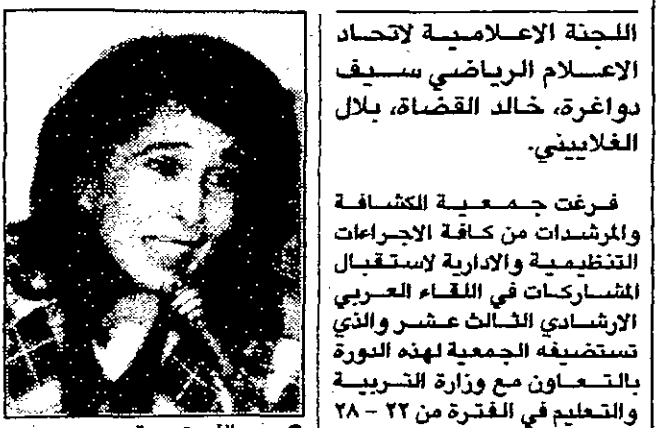 اللجنة الاعلامية لاتحاد
الاعلام الرياضي سيف
دواغرة، خالد القضاة، بلال
الغلاييني.
فرغت جمعية الكشافة
والمرشدات من كافة الاجراءات
التنظيمية والادارية لاستقبال
المشاركات في اللقاء العربي
الارشادي الثالث عشر والذي
تستضيفه الجمعية لهذه الدورة
بالتعاون مع وزارة التربية
والتعليم في الفترة من ٢٢ - ٢٨